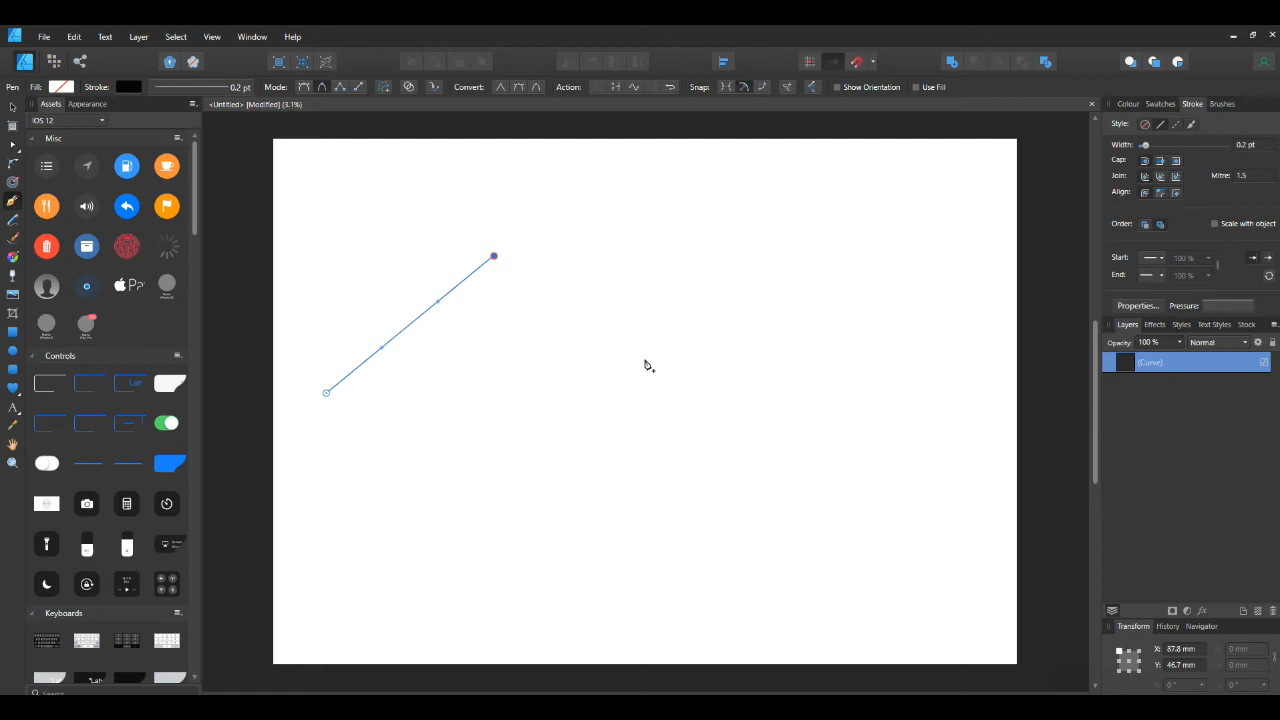 File Edit Text Layer Select View Window Help
Pen Fill: Stroke: 0.2 pt Mode: Convert: Action: Snap: Show Orientation Use Fill
Assets Appearance
<Untitled> [Modified] (3.1%)
Colour Swatches Stroke Brushes
IOS 12
Style:
Misc
Width: 0.2 pt
Cap:
Join: Mitre: 1.5
Align:
Order: Scale with object
Start: 100 %
End: 100 %
Properties... Pressure:
Layers Effects Styles Text Styles Stock
Opacity: 100 % Normal
Controls
(Curve)
Keyboards
Transform History Navigator
X: 87.8 mm 0 mm
Y: 46.7 mm 0 mm
0 ° 0 °
Search